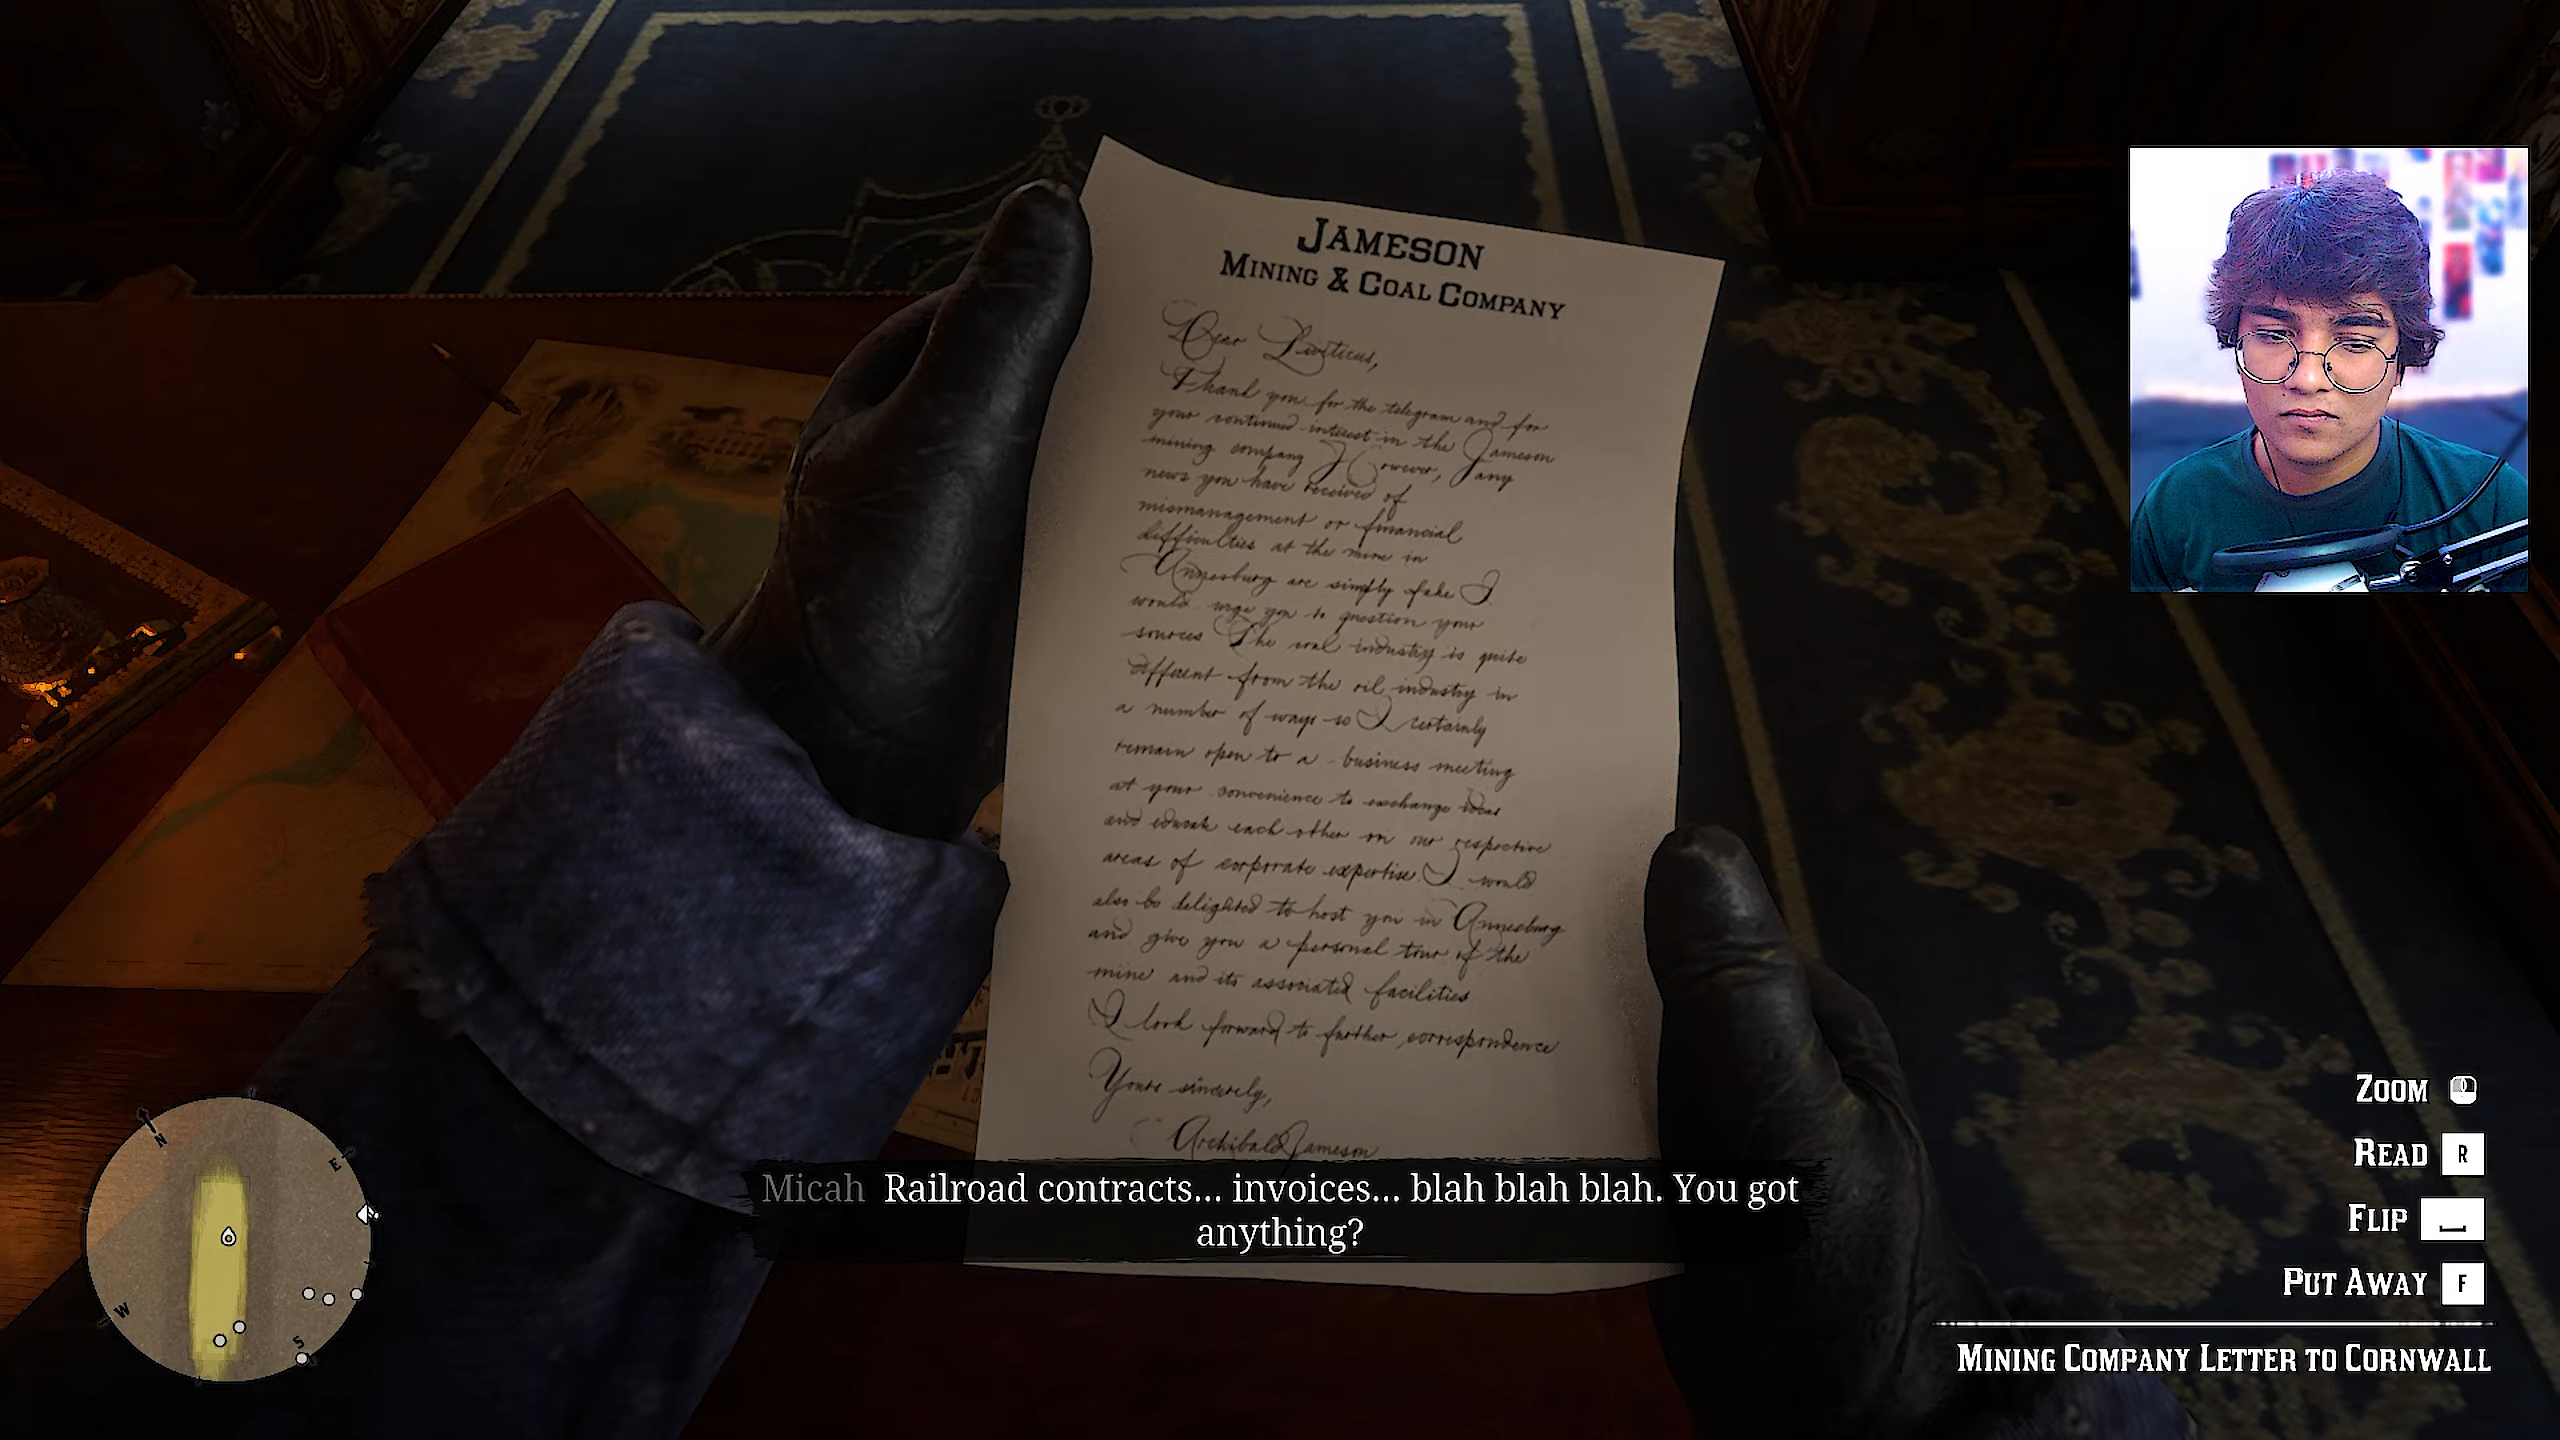 JAMESON
MINING & COAL COMPANY
Dear Leviticus,
Thank you for the telegram and for
your continued interest in the Jameson
mining company However, Jany
news you have received of
mismanagement or financial
difficulties at the mine in
Annesburg are simply fake I
would urge you to question your
sources The coal industry is quite
different from the oil industry in
a number of ways so I certainly
remain open to a business meeting
at your convenience to exchange ideas
and educate each other on our respective
areas of corporate expertise I would
also be delighted to host you in Annesburg
and give you a personal tour of the
mine and its associated facilities
I look forward to further correspondence
Yours sincerely,
Archibald Jameson
Micah Railroad contracts... invoices... blah blah blah. You got
anything?
N
E
W
S
ZOOM
READ R
FLIP
PUT AWAY F
MINING COMPANY LETTER TO CORNWALL